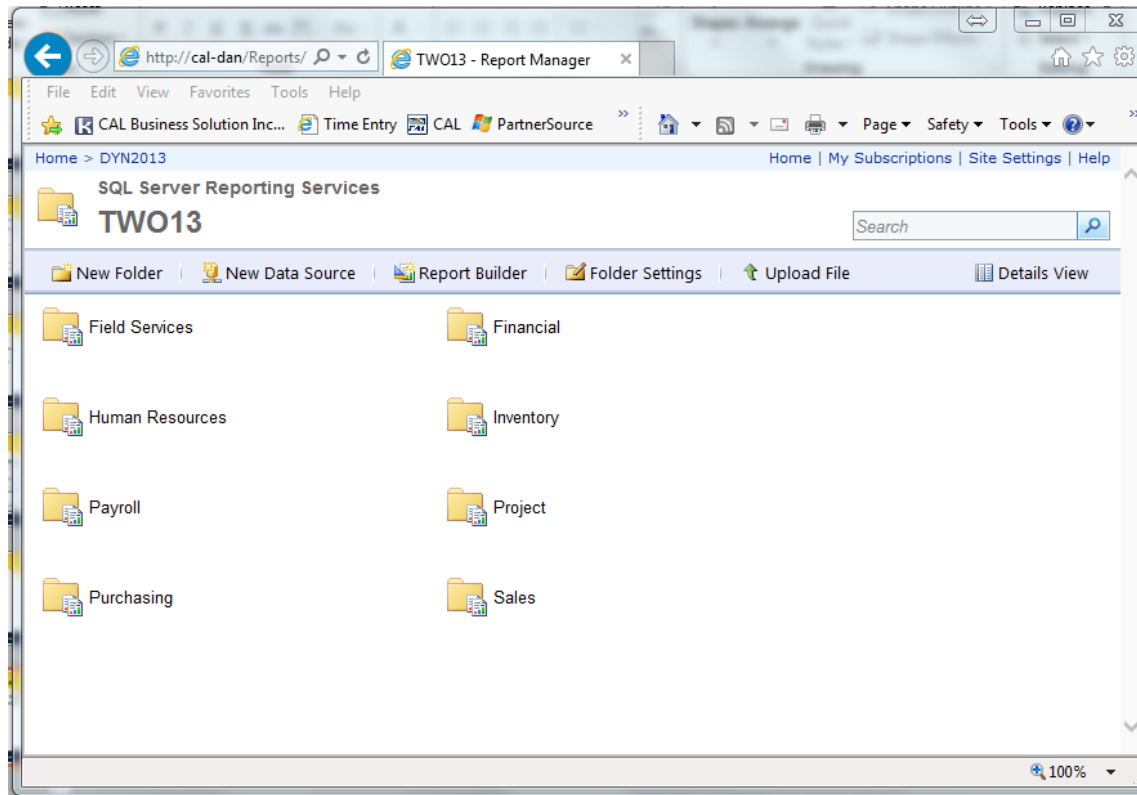 http://cal-dan/Reports/ TWO13 - Report Manager
File Edit View Favorites Tools Help
CAL Business Solution Inc... Time Entry CAL PartnerSource Page Safety Tools
Home > DYN2013 Home | My Subscriptions | Site Settings | Help
SQL Server Reporting Services
TWO13
Search
New Folder New Data Source Report Builder Folder Settings Upload File Details View
Field Services Financial
Human Resources Inventory
Payroll Project
Purchasing Sales
100%